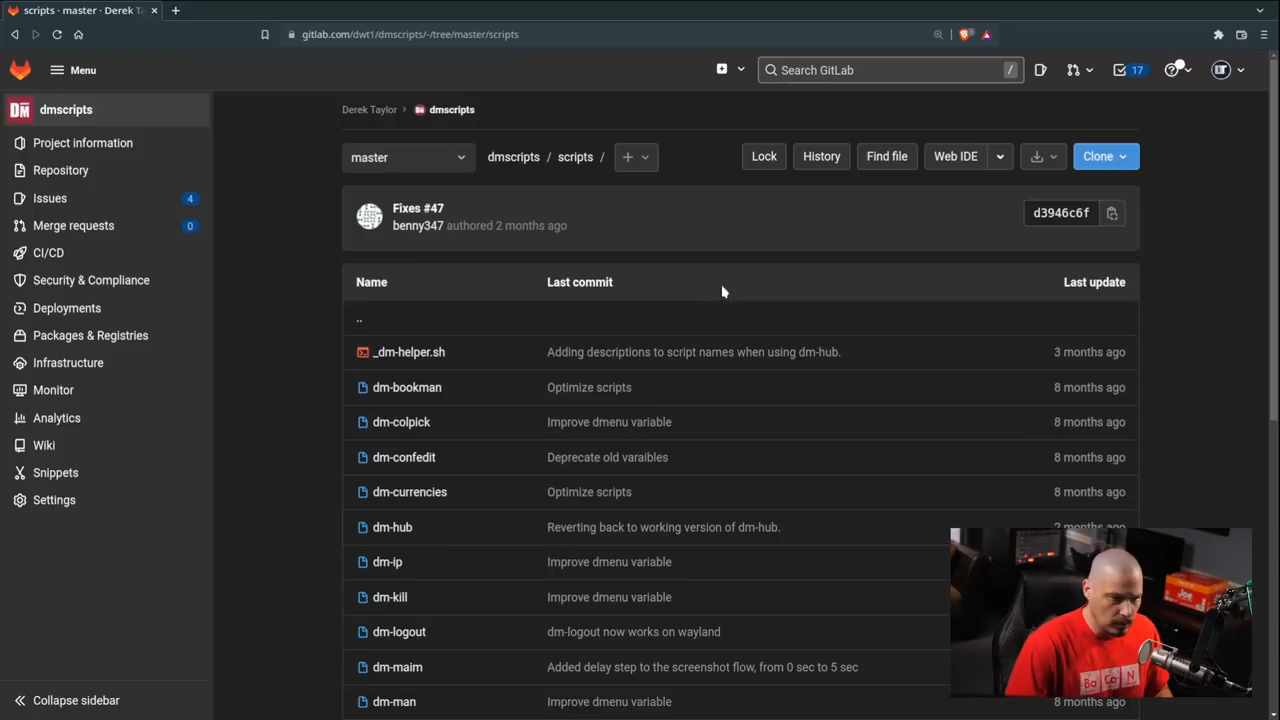 scripts · master · Derek T
gitlab.com/dwt1/dmscripts/-/tree/master/scripts
Menu
Search GitLab
/
17
DM
dmscripts
Project information
Repository
Issues
4
Merge requests
0
CI/CD
Security & Compliance
Deployments
Packages & Registries
Infrastructure
Monitor
Analytics
Wiki
Snippets
Settings
Collapse sidebar
Derek Taylor > dmscripts
master
dmscripts / scripts /
Lock
History
Find file
Web IDE
Clone
Fixes #47
benny347 authored 2 months ago
d3946c6f
Name Last commit Last update
..
_dm-helper.sh Adding descriptions to script names when using dm-hub. 3 months ago
dm-bookman Optimize scripts 8 months ago
dm-colpick Improve dmenu variable 8 months ago
dm-confedit Deprecate old varaibles 8 months ago
dm-currencies Optimize scripts 8 months ago
dm-hub Reverting back to working version of dm-hub. 2 months ago
dm-ip Improve dmenu variable
dm-kill Improve dmenu variable
dm-logout dm-logout now works on wayland
dm-maim Added delay step to the screenshot flow, from 0 sec to 5 sec
dm-man Improve dmenu variable
Joe
Ba Co N